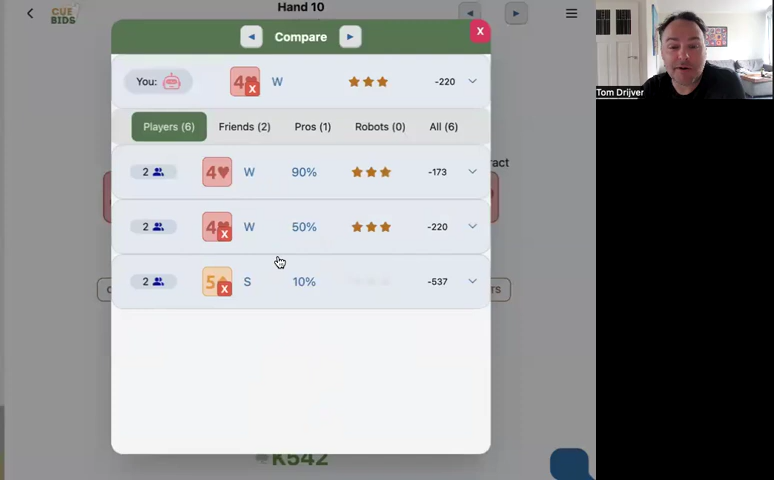 Hand 10
CUE
BIDS
Compare
X
You:
4♥
X
W
-220
Players (6)
Friends (2)
Pros (1)
Robots (0)
All (6)
2
4♥
W
90%
-173
2
4♥
X
W
50%
-220
2
5
X
S
10%
-537
K542
Tom Drijver